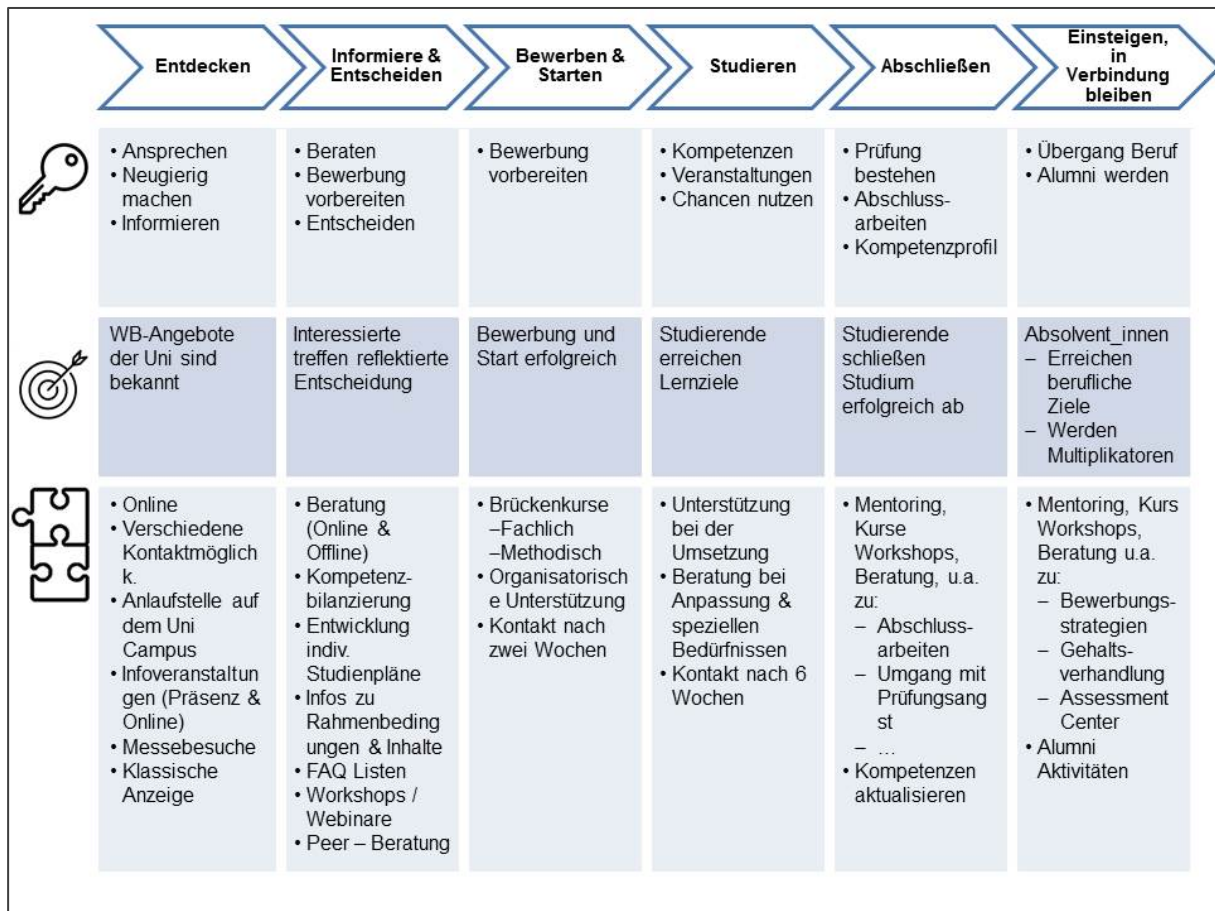 Entdecken
Informiere &
Entscheiden
Bewerben &
Starten
Studieren
Abschließen
Einsteigen,
in
Verbindung
bleiben
• Ansprechen
• Neugierig
machen
• Informieren
• Beraten
• Bewerbung
vorbereiten
• Entscheiden
• Bewerbung
vorbereiten
• Kompetenzen
• Veranstaltungen
• Chancen nutzen
• Prüfung
bestehen
• Abschluss-
arbeiten
• Kompetenzprofil
• Übergang Beruf
• Alumni werden
WB-Angebote
der Uni sind
bekannt
Interessierte
treffen reflektierte
Entscheidung
Bewerbung und
Start erfolgreich
Studierende
erreichen
Lernziele
Studierende
schließen
Studium
erfolgreich ab
Absolvent_innen
– Erreichen
berufliche
Ziele
– Werden
Multiplikatoren
• Online
• Verschiedene
Kontaktmöglich
k.
• Anlaufstelle auf
dem Uni
Campus
• Infoveranstaltu
ngen (Präsenz &
Online)
• Messebesuche
• Klassische
Anzeige
• Beratung
(Online &
Offline)
• Kompetenz-
bilanzierung
• Entwicklung
indiv.
Studienpläne
• Infos zu
Rahmenbeding
ungen & Inhalte
• FAQ Listen
• Workshops /
Webinare
• Peer – Beratung
• Brückenkurse
–Fachlich
–Methodisch
• Organisatorisch
e Unterstützung
• Kontakt nach
zwei Wochen
• Unterstützung
bei der
Umsetzung
• Beratung bei
Anpassung &
speziellen
Bedürfnissen
• Kontakt nach 6
Wochen
• Mentoring,
Kurse
Workshops,
Beratung, u.a.
zu:
– Abschluss-
arbeiten
– Umgang mit
Prüfungsang
st
– …
• Kompetenzen
aktualisieren
• Mentoring, Kurs
Workshops,
Beratung u.a.
zu:
– Bewerbungs-
strategien
– Gehalts-
verhandlung
– Assessment
Center
• Alumni
Aktivitäten